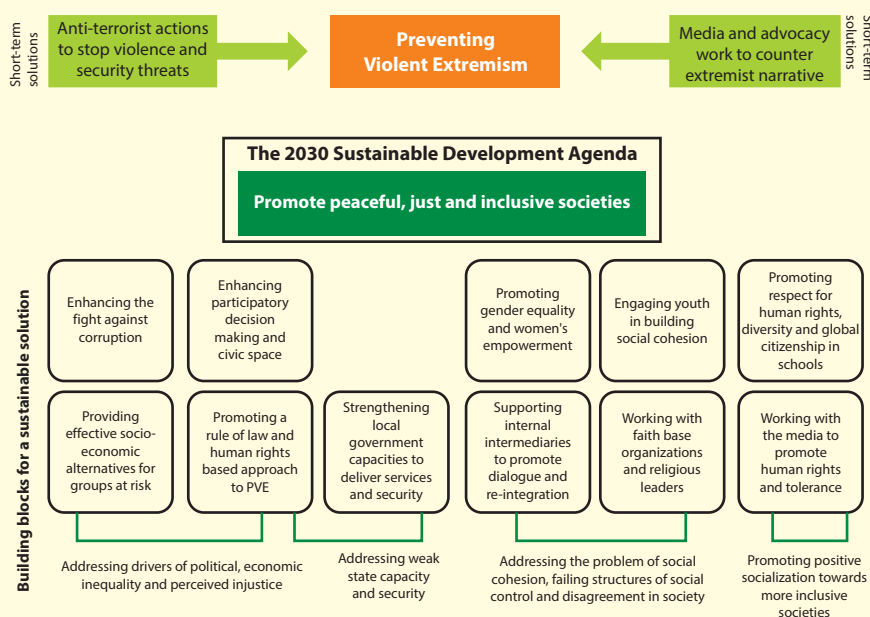 Short-term
solutions
Anti-terrorist actions
to stop violence and
security threats
Preventing
Violent Extremism
Media and advocacy
work to counter
extremist narrative
Short-term
solutions
The 2030 Sustainable Development Agenda
Promote peaceful, just and inclusive societies
Building blocks for a sustainable solution
Enhancing the
fight against
corruption
Enhancing
participatory
decision
making and
civic space
Promoting
gender equality
and women's
empowerment
Engaging youth
in building
social cohesion
Promoting
respect for
human rights,
diversity and global
citizenship in
schools
Providing
effective socio-
economic
alternatives for
groups at risk
Promoting a
rule of law and
human rights
based approach
to PVE
Strengthening
local
government
capacities to
deliver services
and security
Supporting
internal
intermediaries
to promote
dialogue and
re-integration
Working with
faith base
organizations
and religious
leaders
Working with
the media to
promote
human rights
and tolerance
Addressing drivers of political, economic
inequality and perceived injustice
Addressing weak
state capacity
and security
Addressing the problem of social
cohesion, failing structures of social
control and disagreement in society
Promoting positive
socialization towards
more inclusive
societies